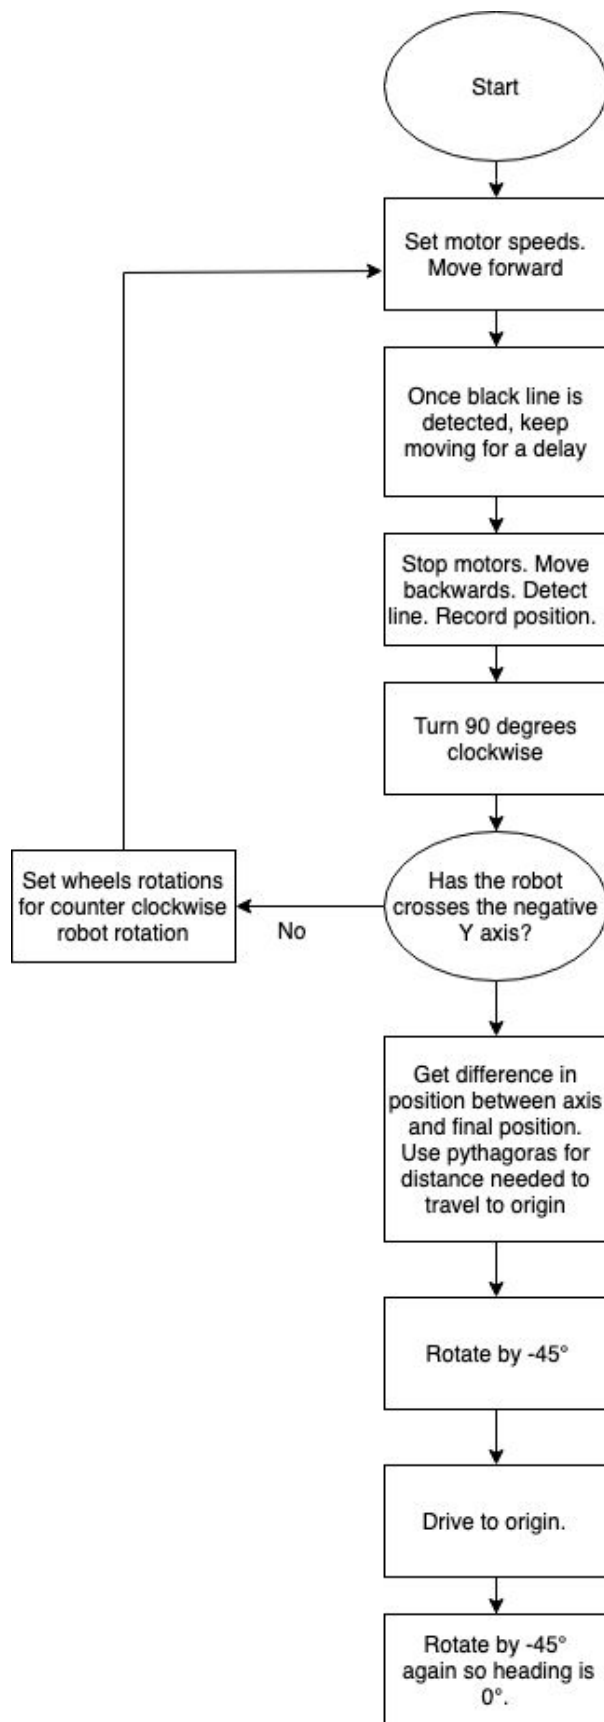 Start
Set motor speeds.
Move forward
Once black line is
detected, keep
moving for a delay
Stop motors. Move
backwards. Detect
line. Record position.
Turn 90 degrees
clockwise
Has the robot
crosses the negative
Y axis?
No
Set wheels rotations
for counter clockwise
robot rotation
Get difference in
position between axis
and final position.
Use pythagoras for
distance needed to
travel to origin
Rotate by -45°
Drive to origin.
Rotate by -45°
again so heading is
0°.